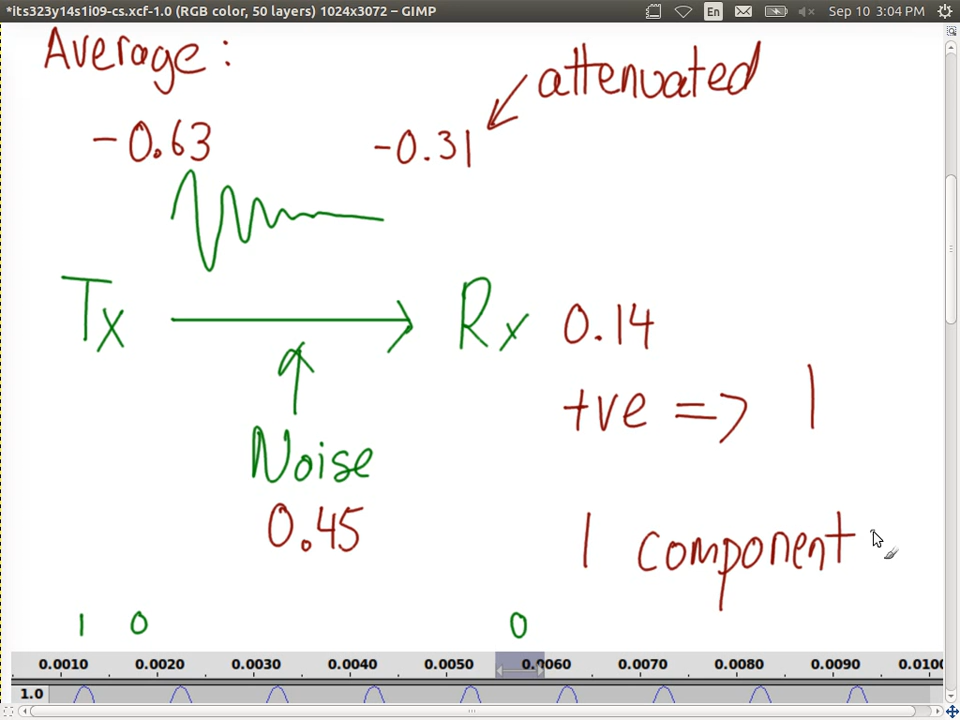 *its323y14s1i09-cs.xcf-1.0 (RGB color, 50 layers) 1024x3072 – GIMP
En
Sep 10 3:04 PM
Average :
attenuated
-0.63
-0.31
Tx
Rx
0.14
+ve => 1
Noise
0.45
1 component
1 0 0
0.0010 0.0020 0.0030 0.0040 0.0050 0.0060 0.0070 0.0080 0.0090 0.0100
1.0